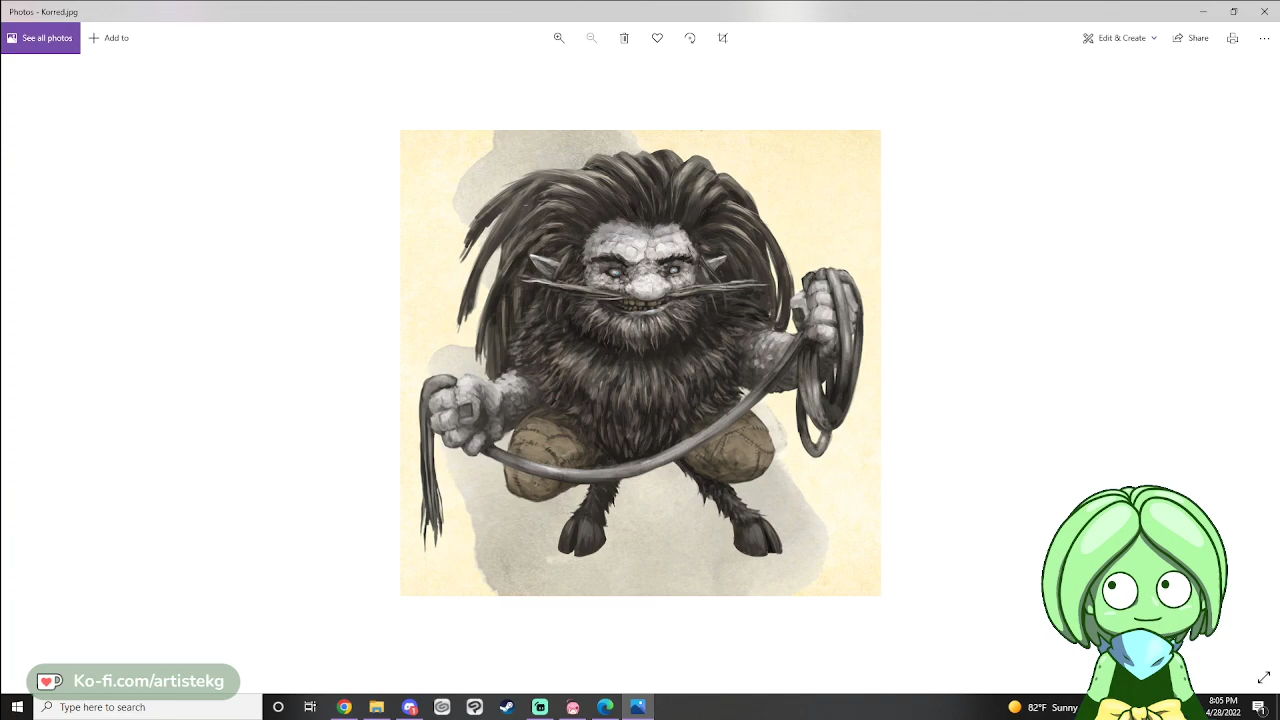 Photos - Korred.jpg
See all photos
Add to
Edit & Create
Share
Ko-fi.com/artistekg
Type here to search
82°F Sunny
8:05 PM
4/28/2022
1